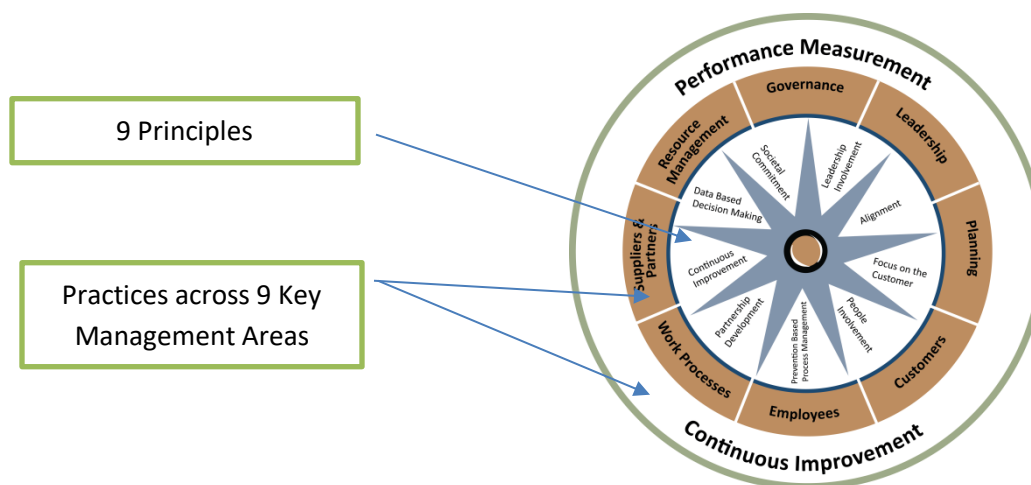 9 Principles
Practices across 9 Key
Management Areas
Performance Measurement
Governance
Leadership
Planning
Customers
Employees
Work Processes
Suppliers &
Partners
Resource
Management
Leadership
Involvement
Alignment
Focus on the
Customer
People
Involvement
Prevention Based
Process Management
Partnership
Development
Continuous
Improvement
Data Based
Decision Making
Societal
Commitment
Continuous Improvement